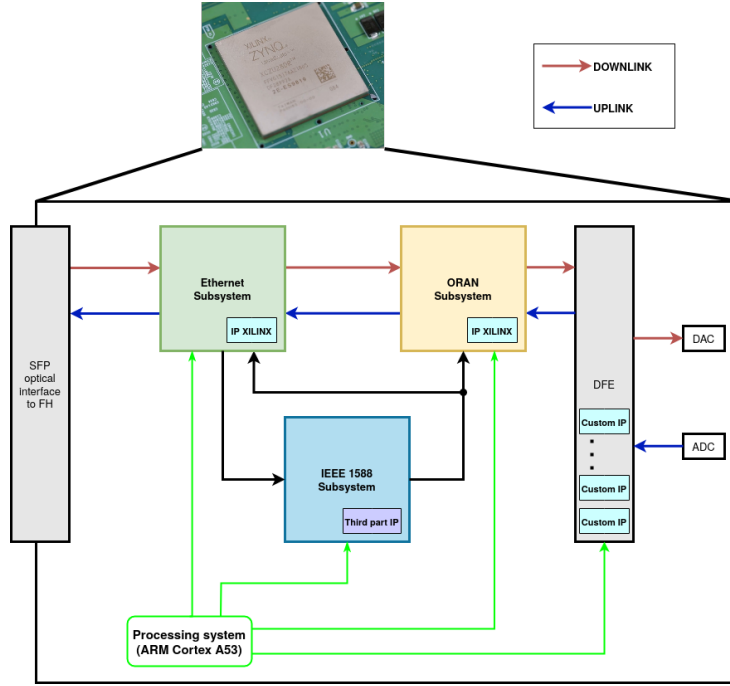 XILINX
ZYNQ
DOWNLINK
UPLINK
Ethernet
Subsystem
IP XILINX
ORAN
Subsystem
IP XILINX
SFP
optical
interface
to FH
DFE
Custom IP
Custom IP
Custom IP
DAC
ADC
IEEE 1588
Subsystem
Third part IP
Processing system
(ARM Cortex A53)